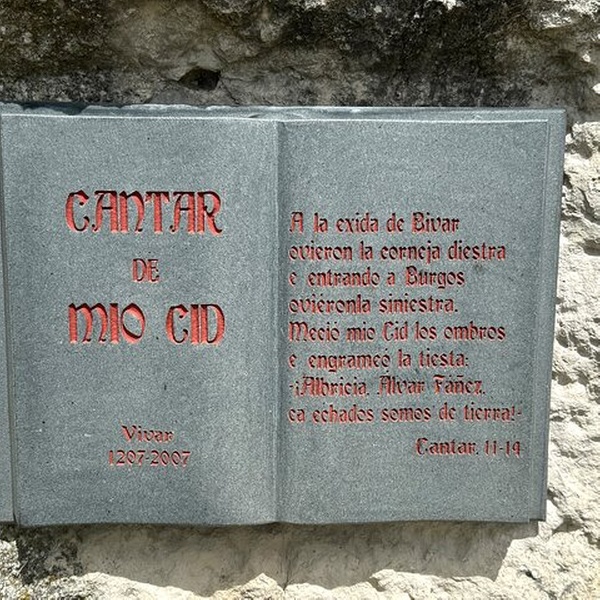 CANTAR
DE
MIO CID
Vivar
1207-2007
A la exida de Bivar
ovieron la corneja diestra
e entrando a Burgos
oviéronla siniestra.
Meció mio Cid los ombros
e engrameó la tiesta:
-¡Albricia, Alvar Fáñez,
ca echados somos de tierra!-
Cantar, 11-14